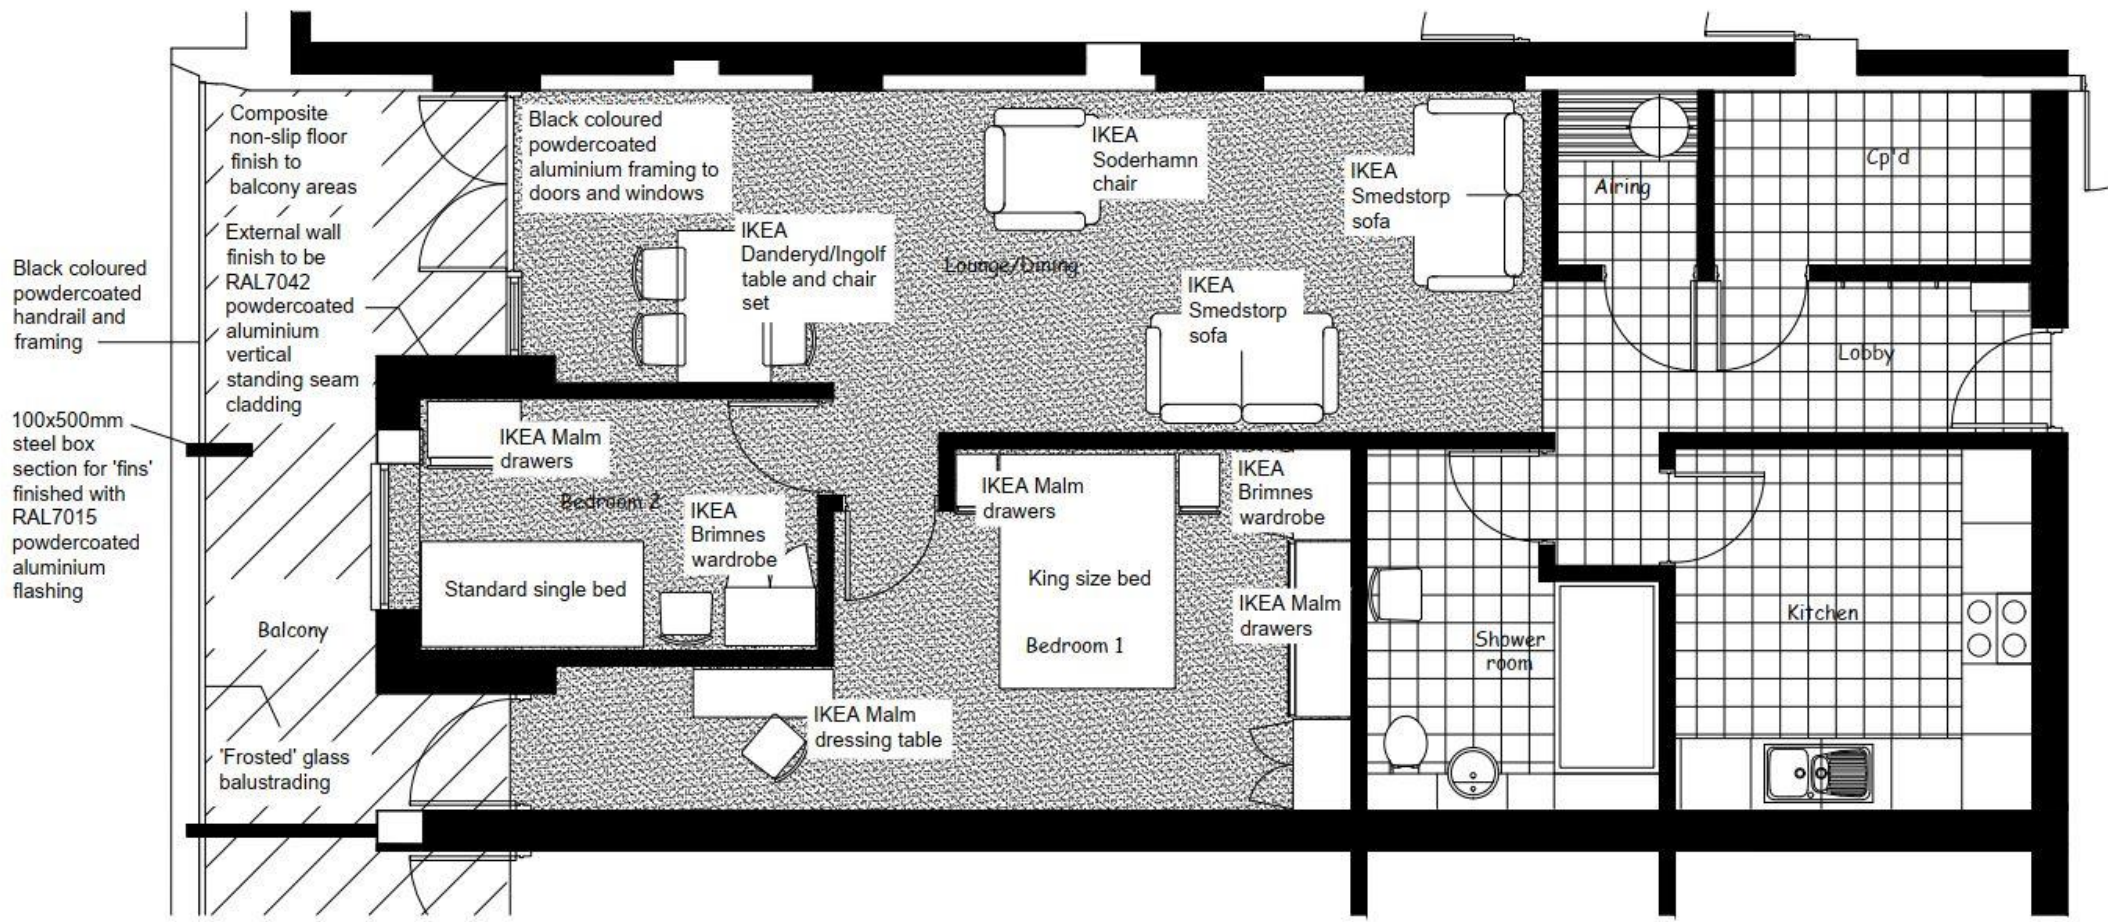 Composite
non-slip floor
finish to
balcony areas
External wall
finish to be
RAL7042
powdercoated
aluminium
vertical
standing seam
cladding
Black coloured
powdercoated
handrail and
framing
100x500mm
steel box
section for 'fins'
finished with
RAL7015
powdercoated
aluminium
flashing
Balcony
'Frosted' glass
balustrading
Black coloured
powdercoated
aluminium framing to
doors and windows
IKEA
Danderyd/Ingolf
table and chair
set
Lounge/Dining
IKEA
Soderhamn
chair
IKEA
Smedstorp
sofa
IKEA
Smedstorp
sofa
Airing
Cp'd
Lobby
IKEA Malm
drawers
Bedroom 2
IKEA
Brimnes
wardrobe
Standard single bed
IKEA Malm
drawers
King size bed
Bedroom 1
IKEA
Brimnes
wardrobe
IKEA Malm
drawers
IKEA Malm
dressing table
Shower
room
Kitchen